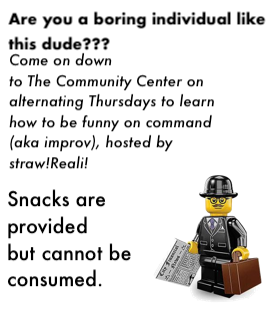 Are you a boring individual like
this dude???
Come on down
to The Community Center on
alternating Thursdays to learn
how to be funny on command
(aka improv), hosted by
straw!Reali!
Snacks are
provided
but cannot be
consumed.